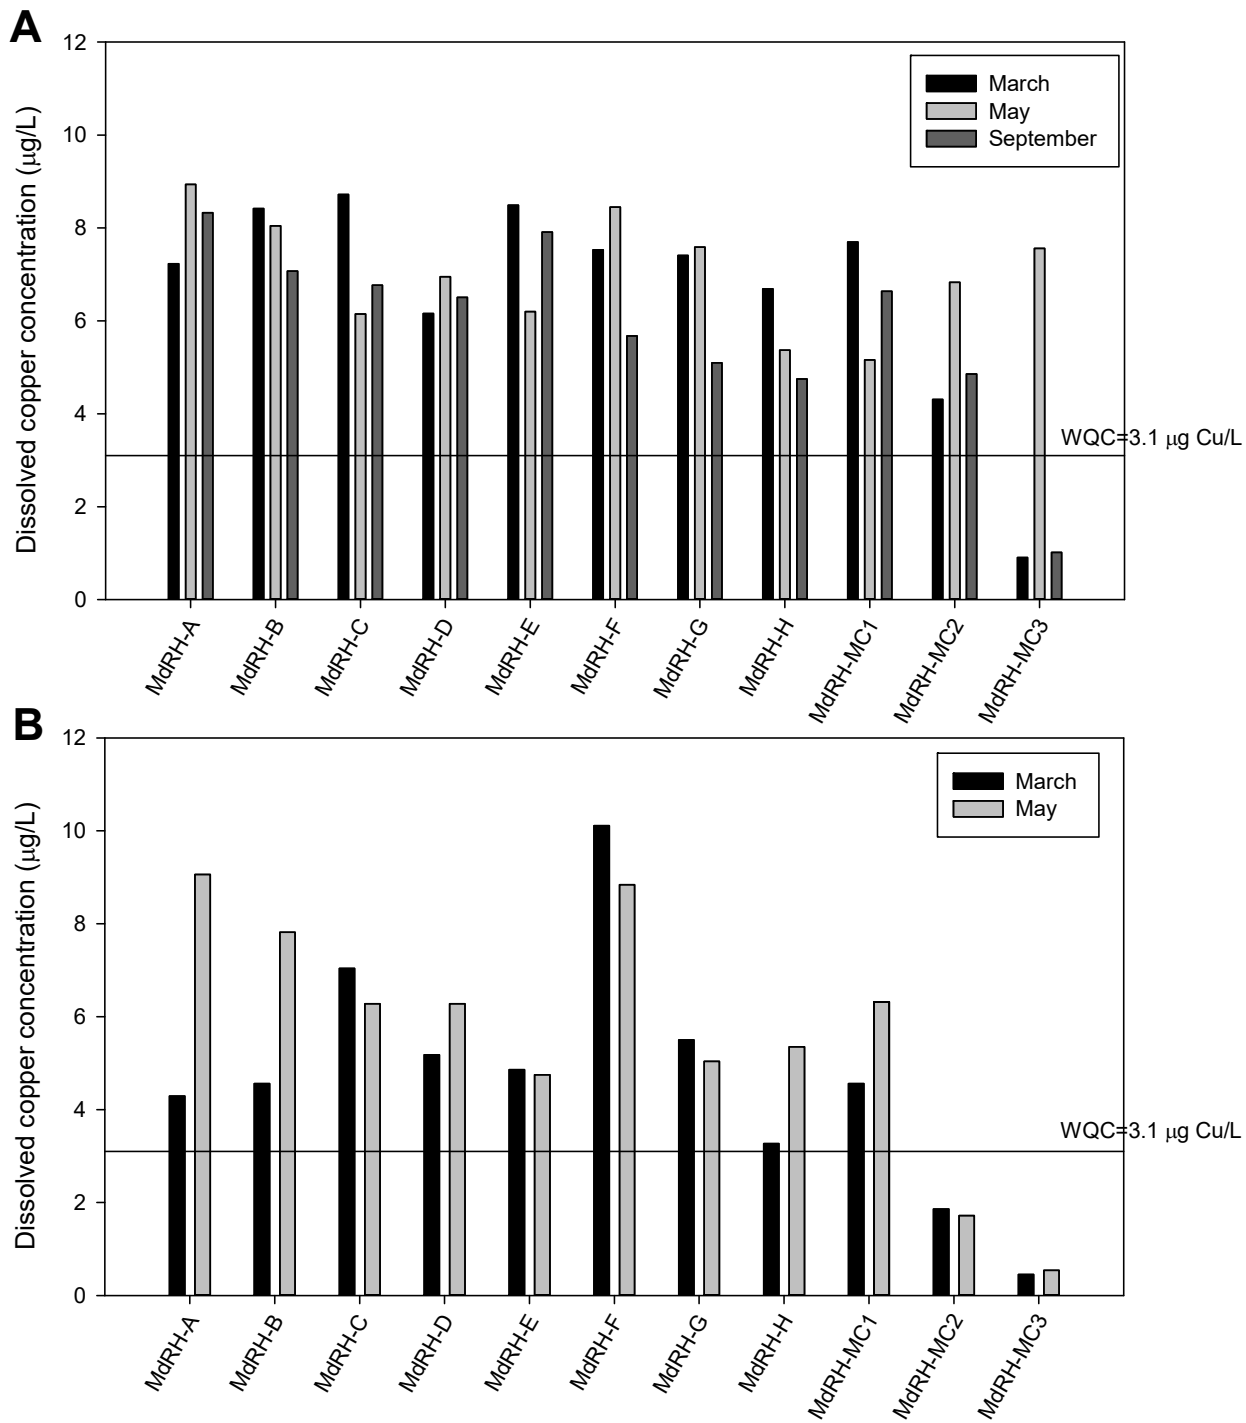 A
Dissolved copper concentration (μg/L)
12
10
8
6
4
2
0
March
May
September
WQC=3.1 μg Cu/L
MdRH-A
MdRH-B
MdRH-C
MdRH-D
MdRH-E
MdRH-F
MdRH-G
MdRH-H
MdRH-MC1
MdRH-MC2
MdRH-MC3
B
Dissolved copper concentration (μg/L)
12
10
8
6
4
2
0
March
May
WQC=3.1 μg Cu/L
MdRH-A
MdRH-B
MdRH-C
MdRH-D
MdRH-E
MdRH-F
MdRH-G
MdRH-H
MdRH-MC1
MdRH-MC2
MdRH-MC3